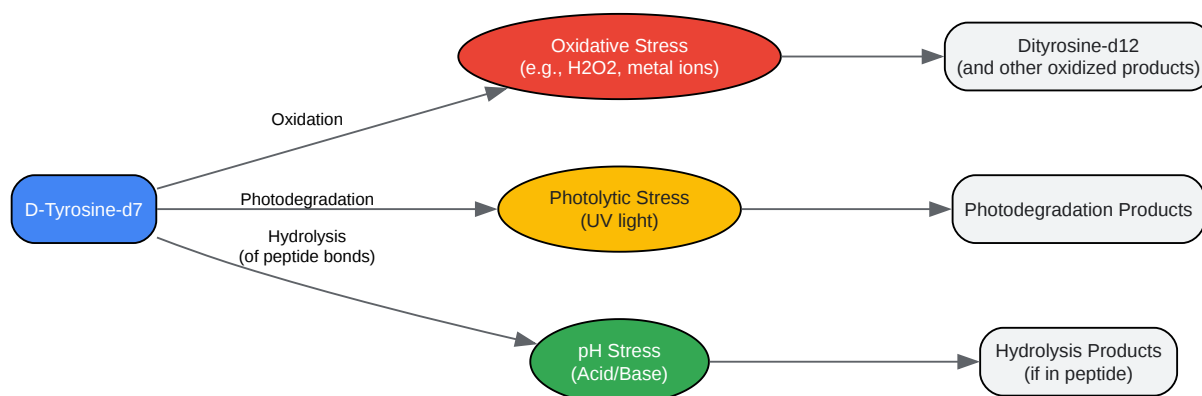 Oxidative Stress
(e.g., H2O2, metal ions)
Dityrosine-d12
(and other oxidized products)
Oxidation
D-Tyrosine-d7
Photodegradation
Photolytic Stress
(UV light)
Photodegradation Products
Hydrolysis
(of peptide bonds)
pH Stress
(Acid/Base)
Hydrolysis Products
(if in peptide)